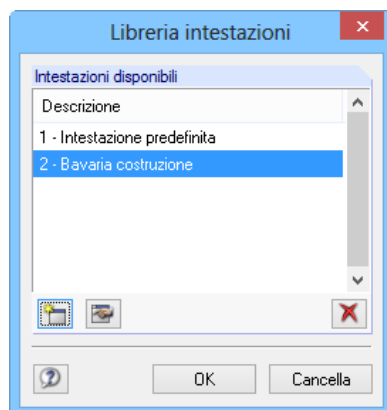 Libreria intestazioni
Intestazioni disponibili
Descrizione
1 - Intestazione predefinita
2 - Bavaria costruzione
OK
Cancella